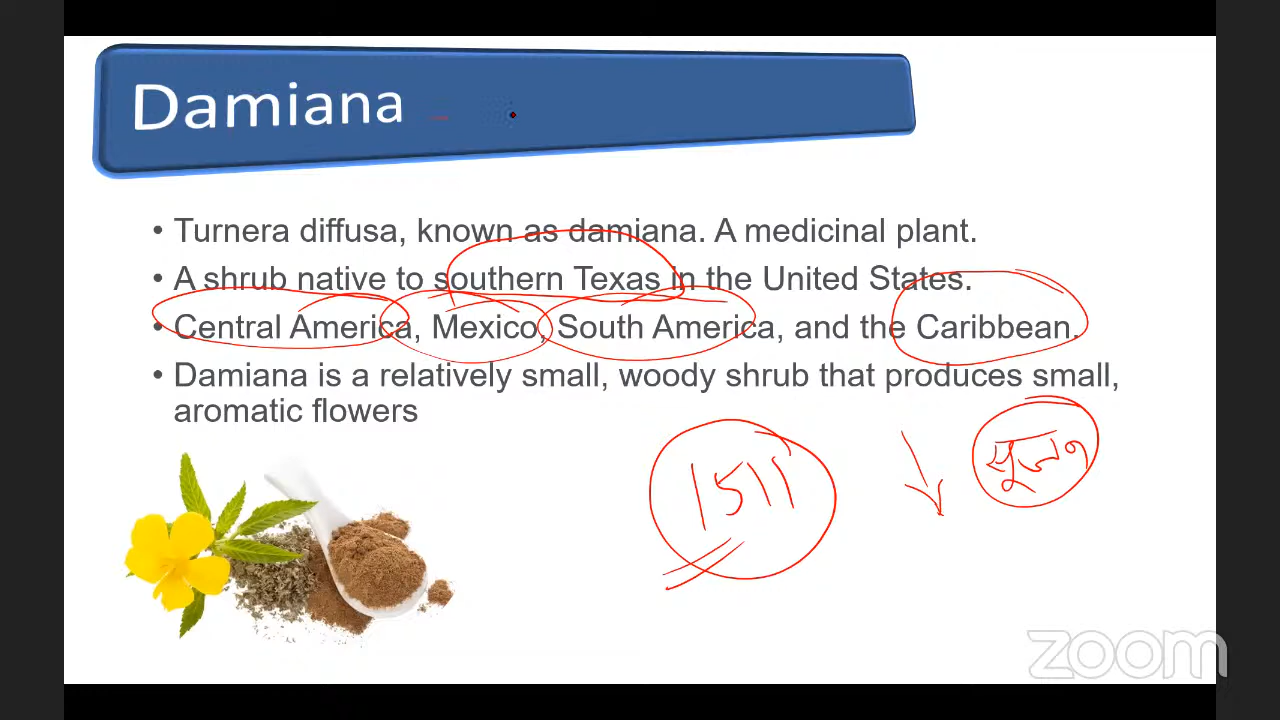 Damiana
• Turnera diffusa, known as damiana. A medicinal plant.
• A shrub native to southern Texas in the United States.
• Central America, Mexico, South America, and the Caribbean.
• Damiana is a relatively small, woody shrub that produces small,
aromatic flowers
1511
zoom